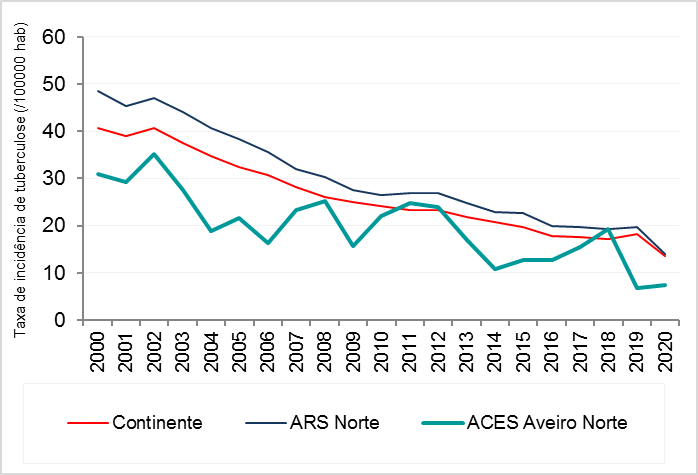 Taxa de incidência de tuberculose (/100000 hab)
60
50
40
30
20
10
0
2000 2001 2002 2003 2004 2005 2006 2007 2008 2009 2010 2011 2012 2013 2014 2015 2016 2017 2018 2019 2020
Continente ARS Norte ACES Aveiro Norte